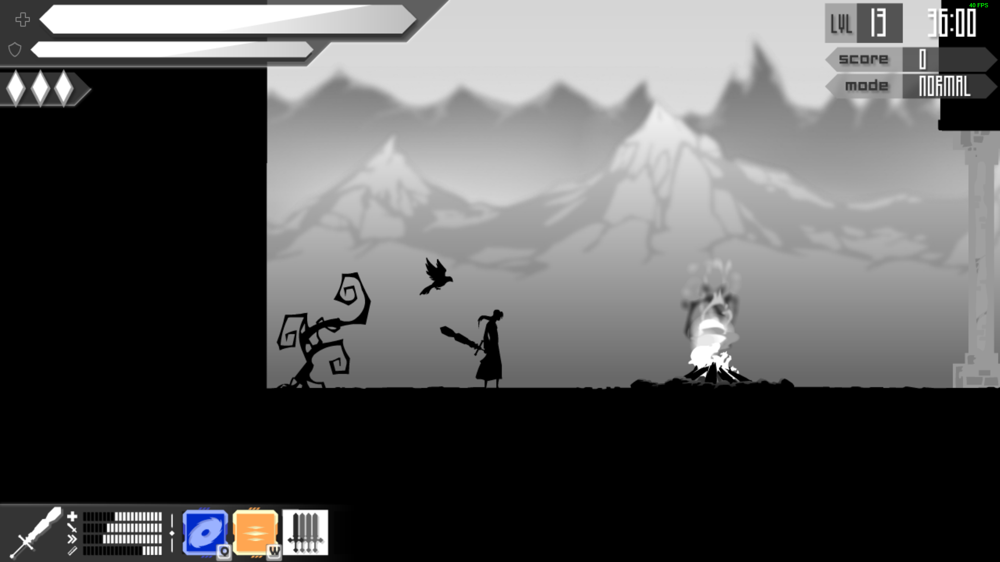 40 FPS
LVL 13 36:00
score 0
mode NORMAL
Q W